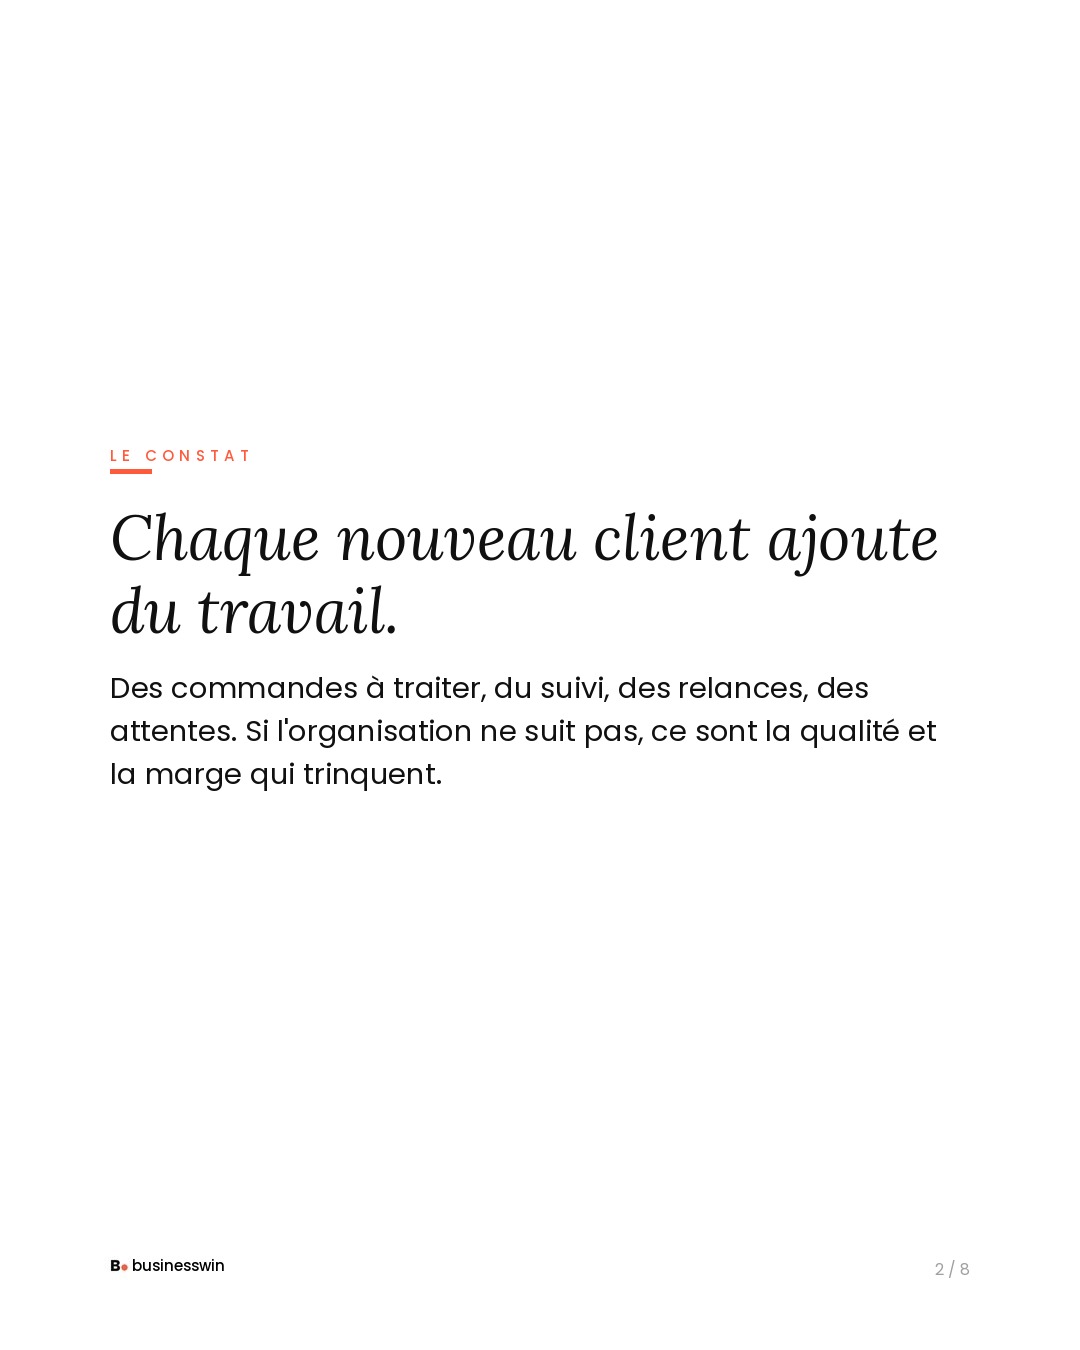 LE CONSTAT
Chaque nouveau client ajoute
du travail.
Des commandes à traiter, du suivi, des relances, des
attentes. Si l'organisation ne suit pas, ce sont la qualité et
la marge qui trinquent.
B. businesswin
2 / 8